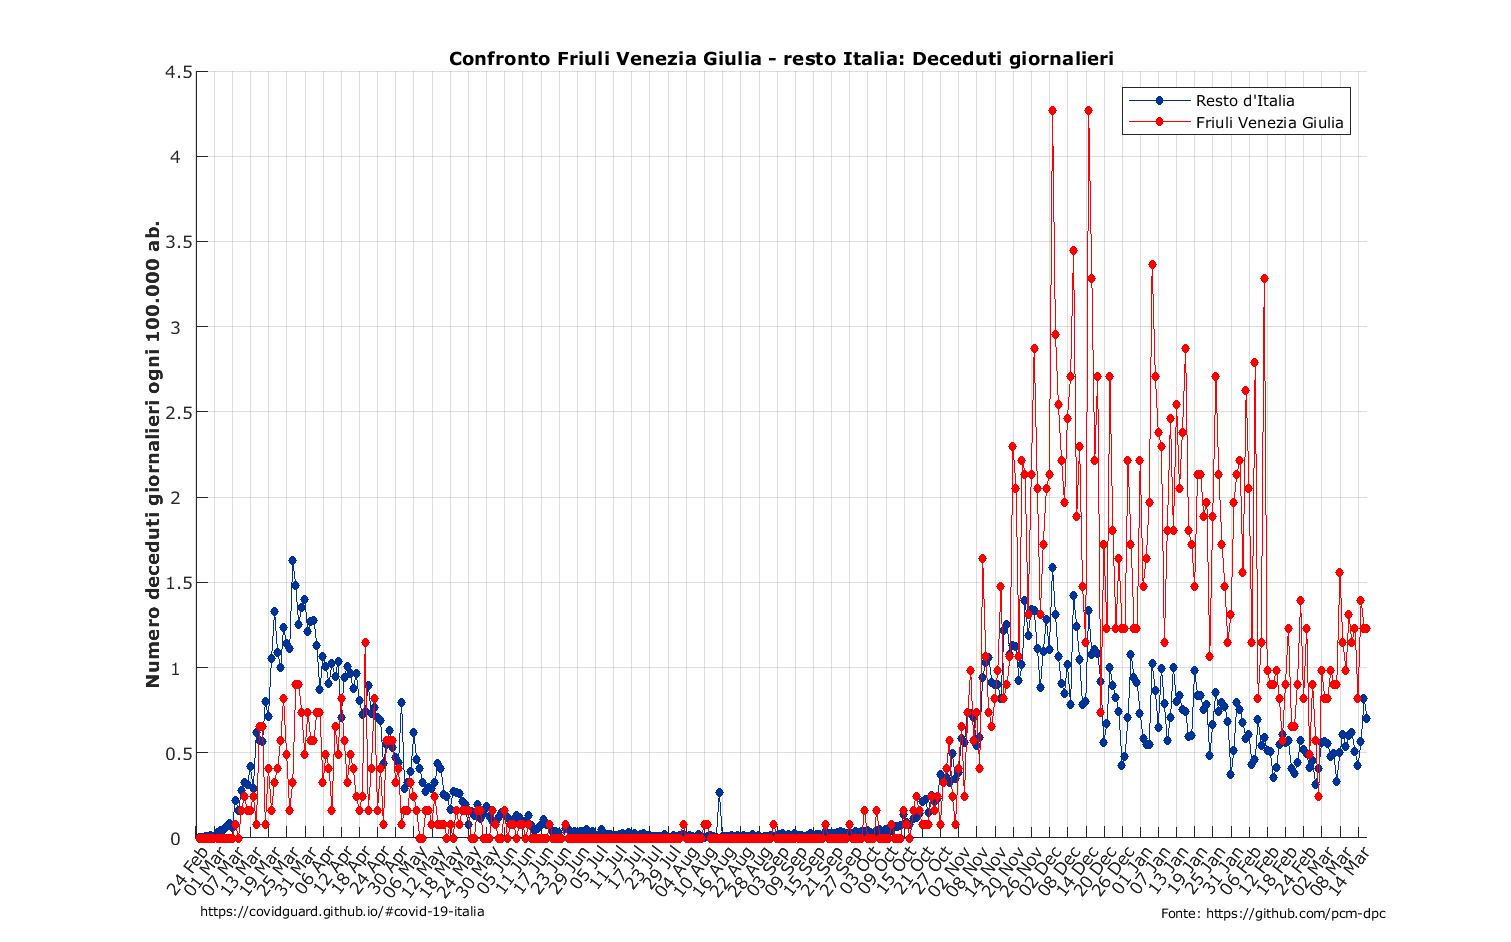 Confronto Friuli Venezia Giulia - resto Italia: Deceduti giornalieri
Resto d'Italia
Friuli Venezia Giulia
Numero deceduti giornalieri ogni 100.000 ab.
4.5
4
3.5
3
2.5
2
1.5
1
0.5
0
24 Feb
01 Mar
07 Mar
13 Mar
19 Mar
25 Mar
31 Mar
06 Apr
12 Apr
18 Apr
24 Apr
30 Apr
06 May
12 May
18 May
24 May
30 May
05 Jun
11 Jun
17 Jun
23 Jun
29 Jun
05 Jul
11 Jul
17 Jul
23 Jul
29 Jul
04 Aug
10 Aug
16 Aug
22 Aug
28 Aug
03 Sep
09 Sep
15 Sep
21 Sep
27 Sep
03 Oct
09 Oct
15 Oct
21 Oct
27 Oct
02 Nov
08 Nov
14 Nov
20 Nov
26 Nov
02 Dec
08 Dec
14 Dec
20 Dec
26 Dec
01 Jan
07 Jan
13 Jan
19 Jan
25 Jan
31 Jan
06 Feb
12 Feb
18 Feb
24 Feb
02 Mar
08 Mar
14 Mar
https://covidguard.github.io/#covid-19-italia
Fonte: https://github.com/pcm-dpc